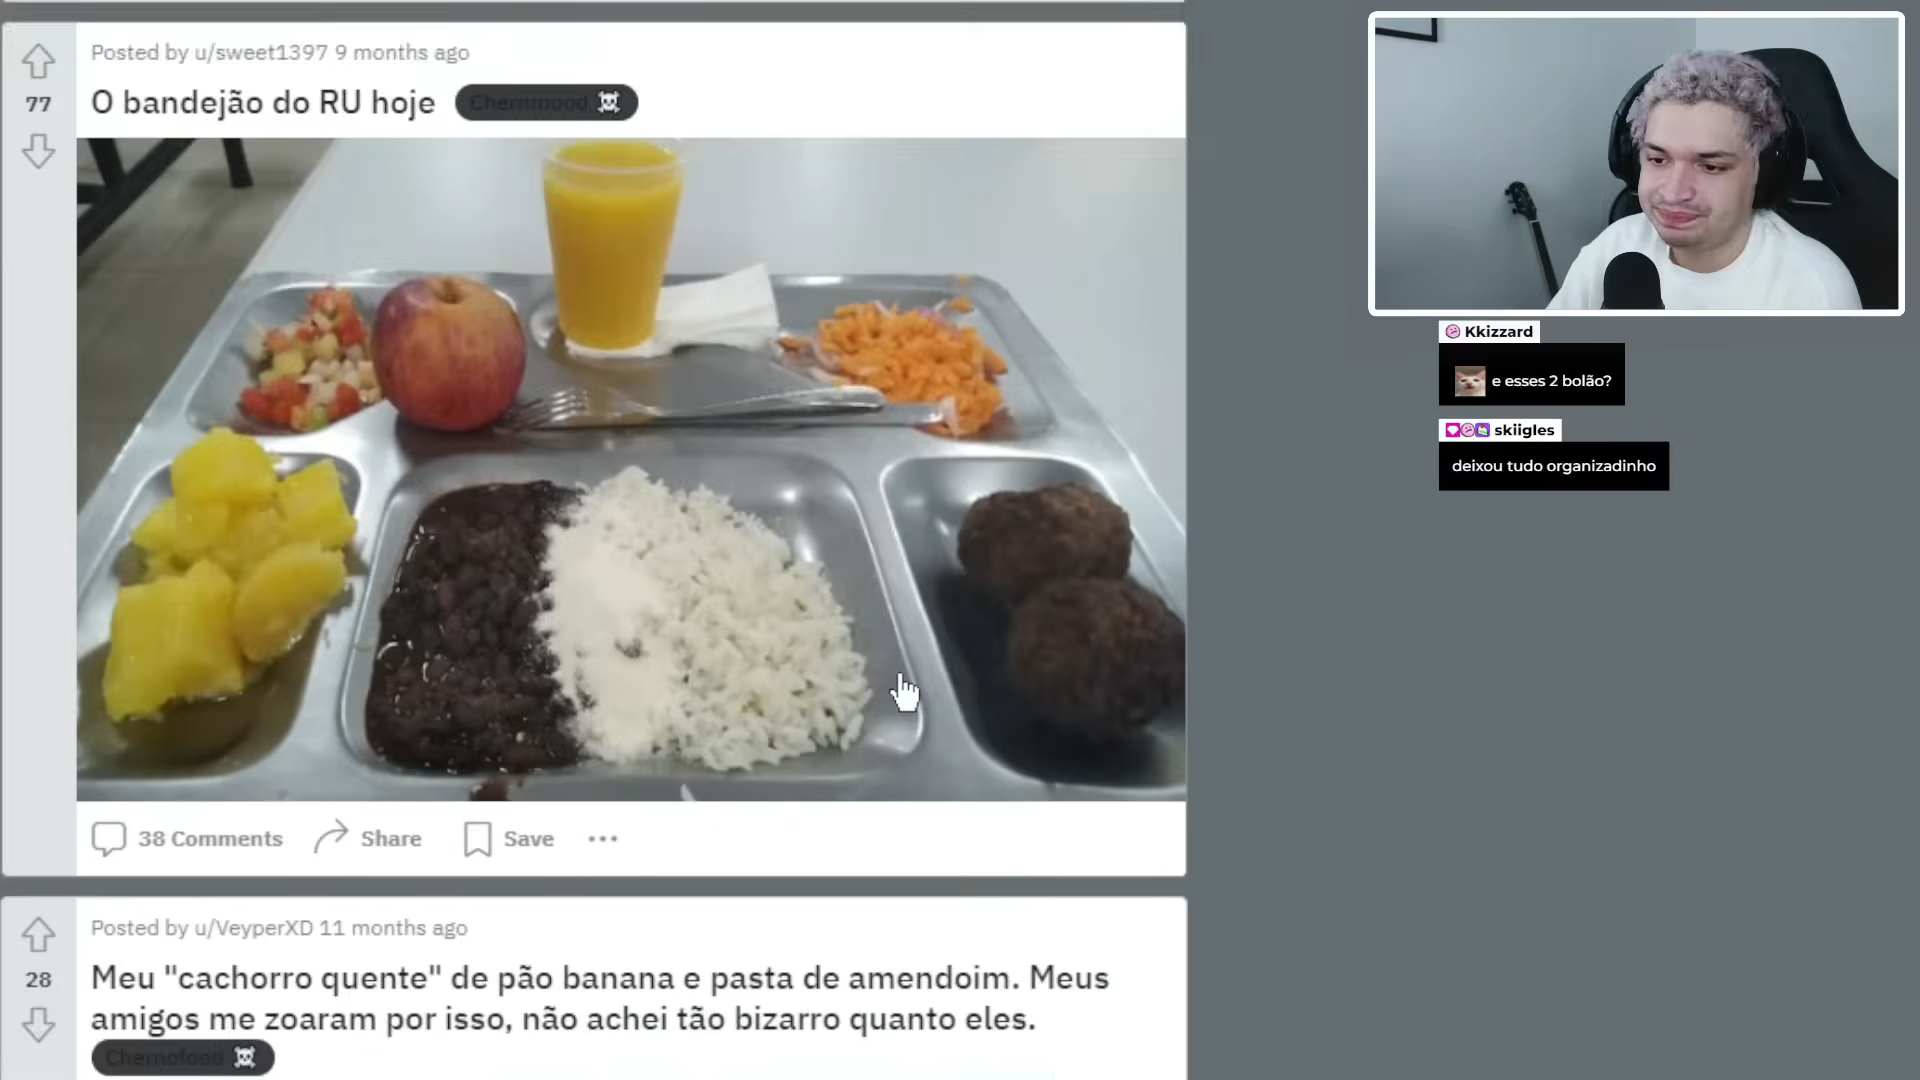 Posted by u/sweet1397 9 months ago
77
O bandejão do RU hoje
38 Comments
Share
Save
Posted by u/VeyperXD 11 months ago
28
Meu "cachorro quente" de pão banana e pasta de amendoim. Meus
amigos me zoaram por isso, não achei tão bizarro quanto eles.
Chernofood
Kkizzard
e esses 2 bolão?
skiigles
deixou tudo organizadinho